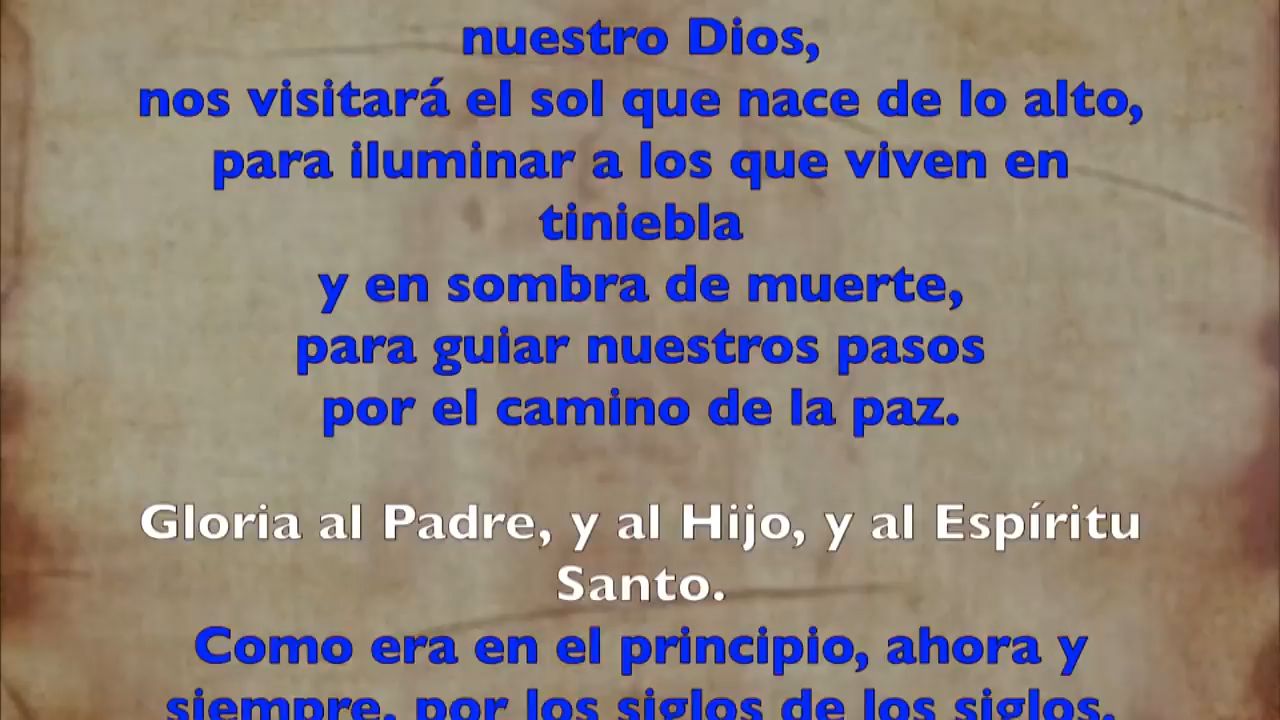 nuestro Dios,
nos visitará el sol que nace de lo alto,
para iluminar a los que viven en
tiniebla
y en sombra de muerte,
para guiar nuestros pasos
por el camino de la paz.
Gloria al Padre, y al Hijo, y al Espíritu
Santo.
Como era en el principio, ahora y
siempre, por los siglos de los siglos.